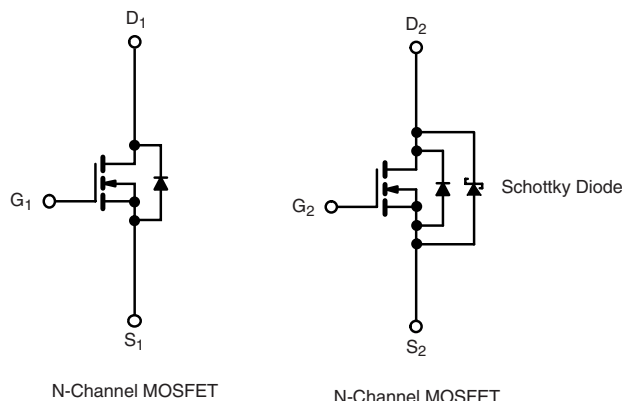 D1
D2
G1
G2
Schottky Diode
S1
S2
N-Channel MOSFET
N-Channel MOSFET